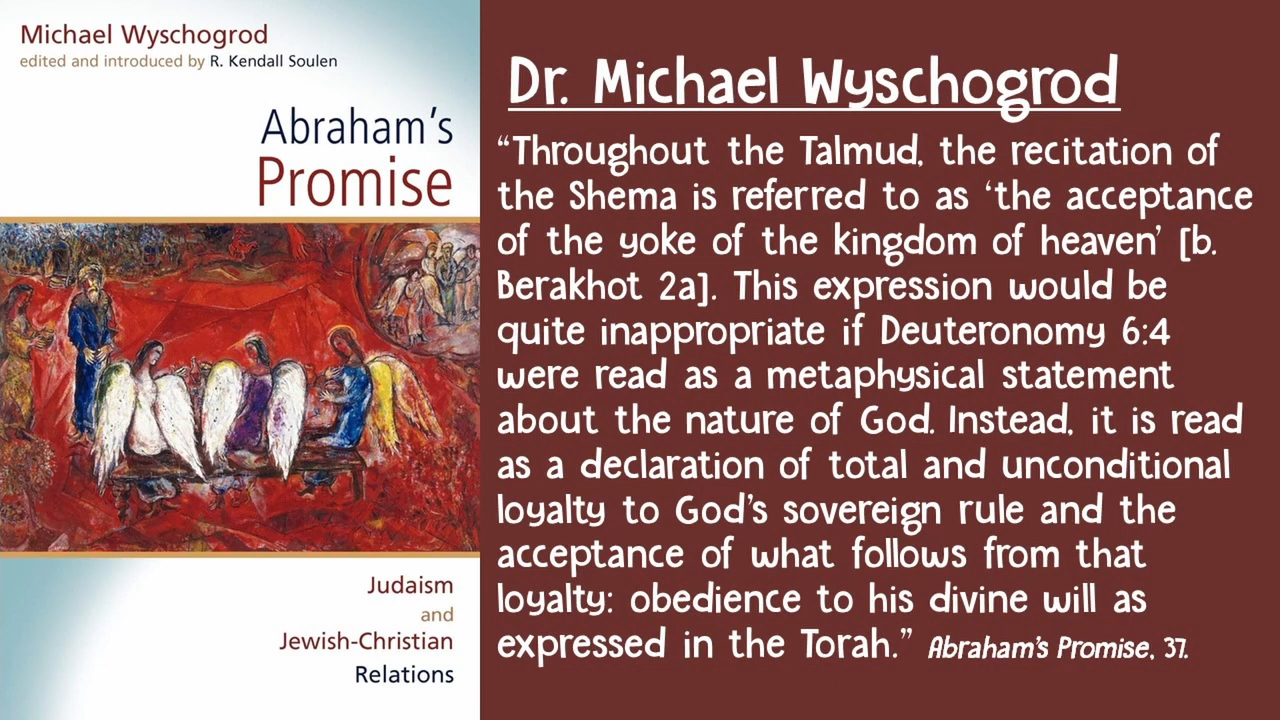 Michael Wyschogrod
edited and introduced by R. Kendall Soulen
Abraham's
Promise
Judaism
and
Jewish-Christian
Relations
Dr. Michael Wyschogrod
“Throughout the Talmud, the recitation of
the Shema is referred to as ‘the acceptance
of the yoke of the kingdom of heaven’ [b.
Berakhot 2a]. This expression would be
quite inappropriate if Deuteronomy 6:4
were read as a metaphysical statement
about the nature of God. Instead, it is read
as a declaration of total and unconditional
loyalty to God’s sovereign rule and the
acceptance of what follows from that
loyalty: obedience to his divine will as
expressed in the Torah.” Abraham’s Promise, 37.